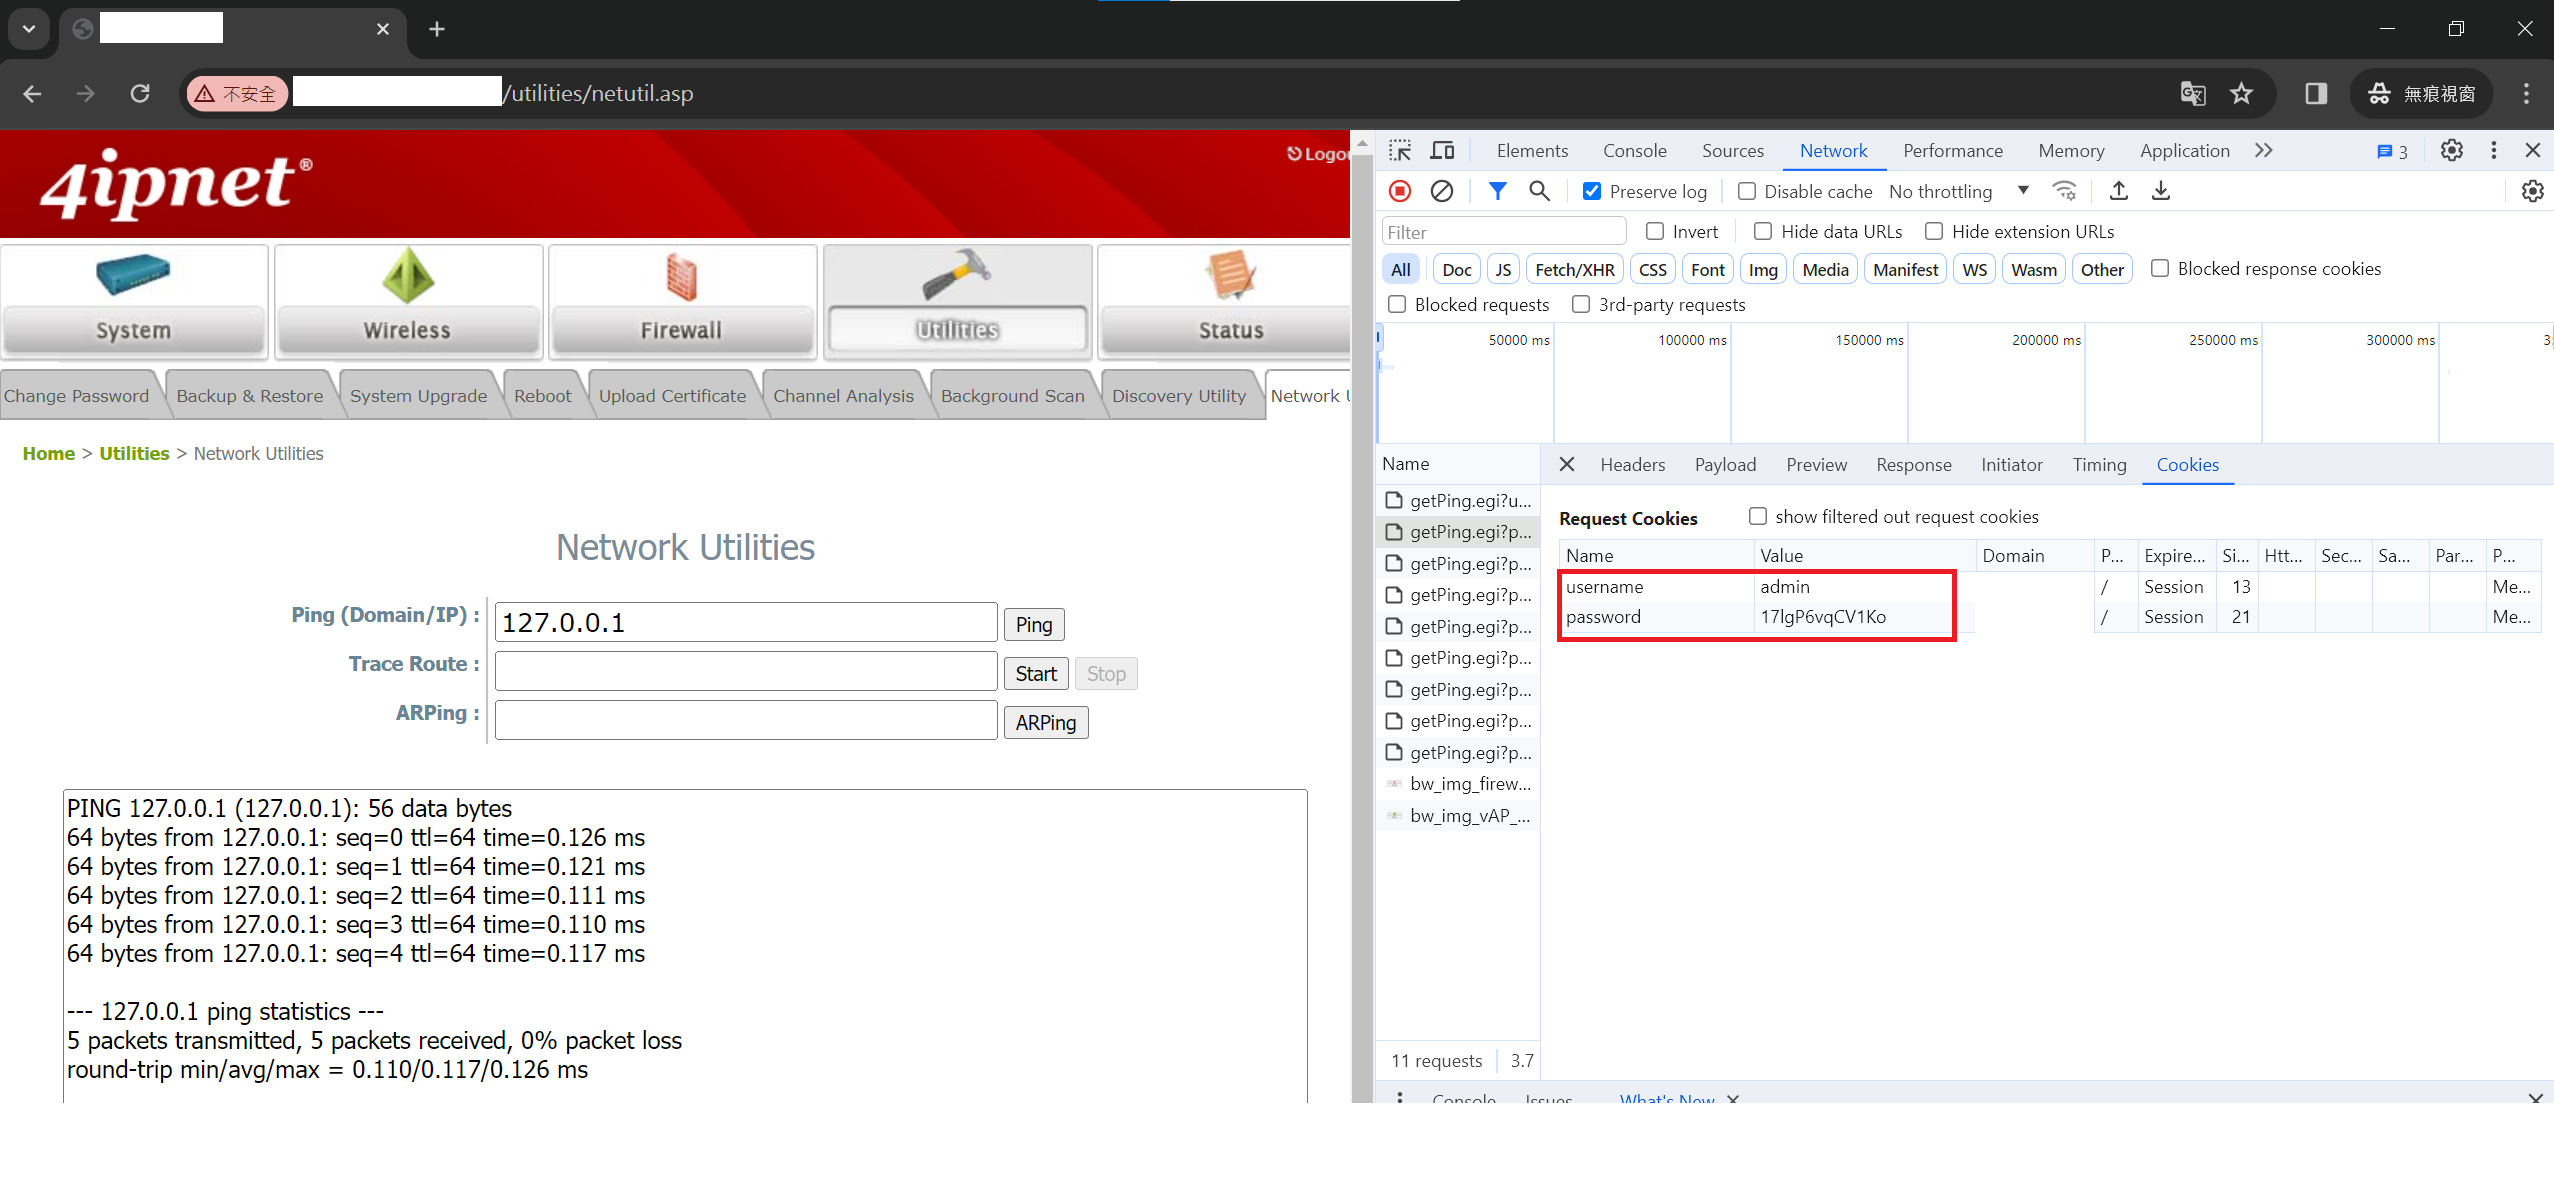 不安全
/utilities/netutil.asp
無痕視窗
4ipnet®
Logou
System
Wireless
Firewall
Utilities
Status
Change Password
Backup & Restore
System Upgrade
Reboot
Upload Certificate
Channel Analysis
Background Scan
Discovery Utility
Network U
Home > Utilities > Network Utilities
Network Utilities
Ping (Domain/IP) :
127.0.0.1
Ping
Trace Route :
Start
Stop
ARPing :
ARPing
PING 127.0.0.1 (127.0.0.1): 56 data bytes
64 bytes from 127.0.0.1: seq=0 ttl=64 time=0.126 ms
64 bytes from 127.0.0.1: seq=1 ttl=64 time=0.121 ms
64 bytes from 127.0.0.1: seq=2 ttl=64 time=0.111 ms
64 bytes from 127.0.0.1: seq=3 ttl=64 time=0.110 ms
64 bytes from 127.0.0.1: seq=4 ttl=64 time=0.117 ms
--- 127.0.0.1 ping statistics ---
5 packets transmitted, 5 packets received, 0% packet loss
round-trip min/avg/max = 0.110/0.117/0.126 ms
Elements
Console
Sources
Network
Performance
Memory
Application
3
Preserve log
Disable cache
No throttling
Filter
Invert
Hide data URLs
Hide extension URLs
All
Doc
JS
Fetch/XHR
CSS
Font
Img
Media
Manifest
WS
Wasm
Other
Blocked response cookies
Blocked requests
3rd-party requests
50000 ms
100000 ms
150000 ms
200000 ms
250000 ms
300000 ms
3
Name
Headers
Payload
Preview
Response
Initiator
Timing
Cookies
getPing.egi?u...
getPing.egi?p...
getPing.egi?p...
getPing.egi?p...
getPing.egi?p...
getPing.egi?p...
getPing.egi?p...
getPing.egi?p...
getPing.egi?p...
bw_img_firew...
bw_img_vAP_...
Request Cookies
show filtered out request cookies
Name Value Domain P... Expire... Si... Htt... Sec... Sa... Par... P...
username admin / Session 13 Me...
password 17lgP6vqCV1Ko / Session 21 Me...
11 requests
3.7
Console
Issues
What's New